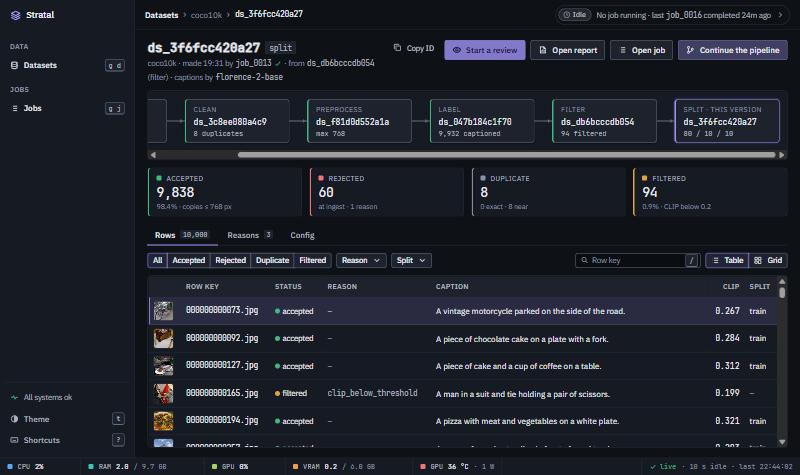 Stratal
Datasets > coco10k > ds_3f6fcc420a27
Idle No job running · last job_0016 completed 24m ago
DATA
Datasets g d
JOBS
Jobs g j
ds_3f6fcc420a27 split
coco10k · made 19:31 by job_0013 ✓ · from ds_db6bcccdb054
(filter) · captions by florence-2-base
Copy ID
Start a review
Open report
Open job
Continue the pipeline
CLEAN
ds_3c8ee080a4c9
8 duplicates
PREPROCESS
ds_f81d0d552a1a
max 768
LABEL
ds_047b184c1f70
9,932 captioned
FILTER
ds_db6bcccdb054
94 filtered
SPLIT · THIS VERSION
ds_3f6fcc420a27
80 / 10 / 10
ACCEPTED
9,838
98.4% · copies ≤ 768 px
REJECTED
60
at ingest · 1 reason
DUPLICATE
8
0 exact · 8 near
FILTERED
94
0.9% · CLIP below 0.2
Rows 10,000 Reasons 3 Config
All Accepted Rejected Duplicate Filtered Reason Split Row key / Table Grid
ROW KEY STATUS REASON CAPTION CLIP SPLIT
000000000073.jpg accepted – A vintage motorcycle parked on the side of the road. 0.267 train
000000000092.jpg accepted – A piece of chocolate cake on a plate with a fork. 0.284 train
000000000127.jpg accepted – A piece of cake and a cup of coffee on a table. 0.312 train
000000000165.jpg filtered clip_below_threshold A man in a suit and tie holding a pair of scissors. 0.199 –
000000000194.jpg accepted – A pizza with meat and vegetables on a white plate. 0.321 train
All systems ok
Theme t
Shortcuts ?
CPU 2% RAM 2.0 / 9.7 GB GPU 0% VRAM 0.2 / 6.0 GB GPU 36 °C · 1 W ✓ live · 10 s idle · last 22:44:02